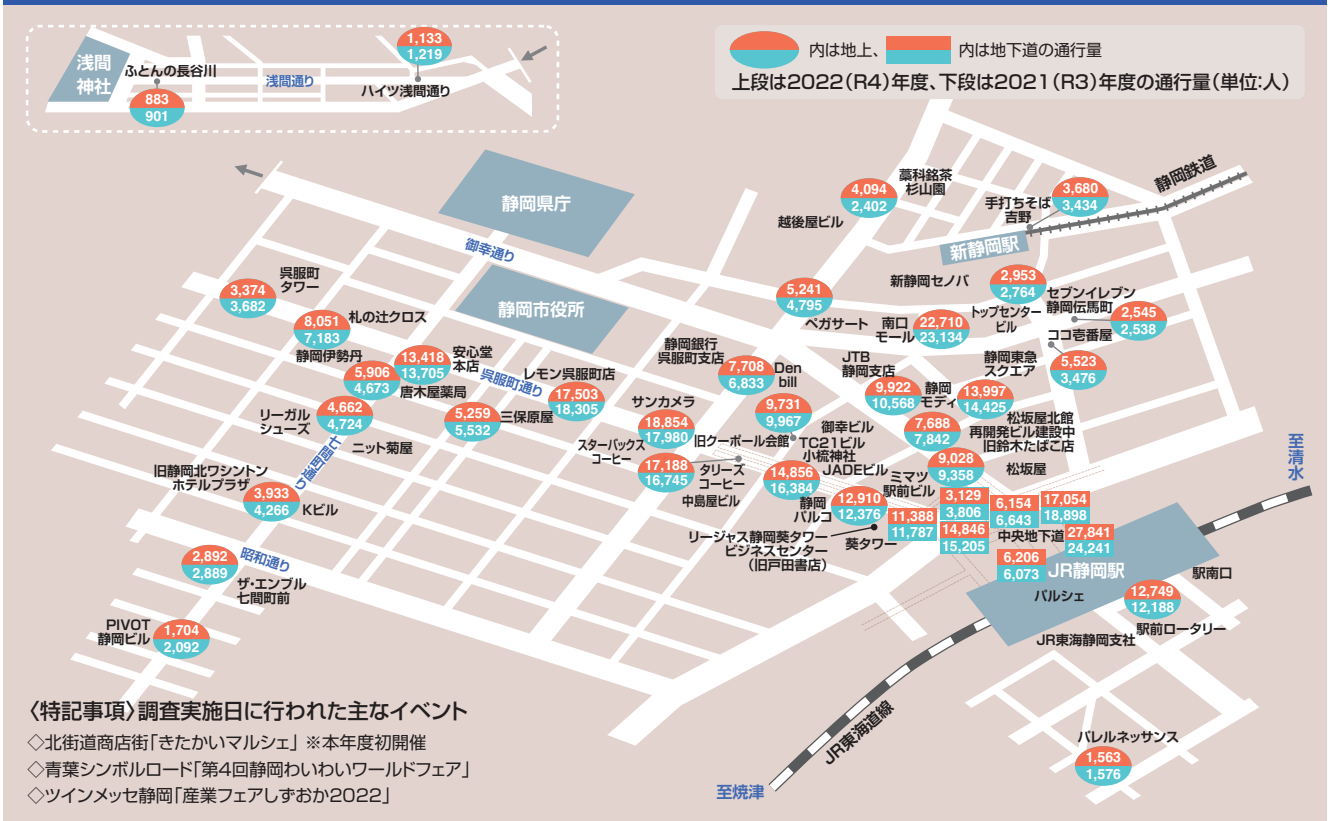 内は地上、 内は地下道の通行量
上段は2022(R4)年度、下段は2021(R3)年度の通行量(単位:人)
浅間
神社
ふとんの長谷川
883
901
浅間通り
1,133
1,219
ハイツ浅間通り
静岡県庁
御幸通り
静岡市役所
藁科銘茶
杉山園
4,094
2,402
越後屋ビル
手打ちそば
吉野
3,680
3,434
静岡鉄道
新静岡駅
新静岡セノバ
2,953
2,764
トップセンター
ビル
セブンイレブン
静岡伝馬町
2,545
2,538
ココ壱番屋
5,523
3,476
5,241
4,795
ペガサート
南口
モール
22,710
23,134
呉服町
タワー
3,374
3,682
8,051
7,183
札の辻クロス
静岡伊勢丹
5,906
4,673
13,418
13,705
安心堂
本店
唐木屋薬局
呉服町通り
レモン呉服町店
17,503
18,305
リーガル
シューズ
4,662
4,724
5,259
5,532
三保原屋
ニット菊屋
七間町通り
静岡銀行
呉服町支店
7,708
6,833
Den
bill
9,731
9,967
サンカメラ
18,854
17,980
スターバックス
コーヒー
旧クーポール会館
17,188
16,745
タリーズ
コーヒー
中島屋ビル
御幸ビル
TC21ビル
小梳神社
JADEビル
14,856
16,384
静岡
パルコ
12,910
12,376
JTB
静岡支店
9,922
10,568
静岡
モディ
7,688
7,842
静岡東急
スクエア
13,997
14,425
松坂屋北館
再開発ビル建設中
旧鈴木たばこ店
松坂屋
ミマツ
駅前ビル
9,028
9,358
リージャス静岡葵タワー
ビジネスセンター
(旧戸田書店)
葵タワー
11,388
11,787
3,129
3,806
14,846
15,205
6,154
6,643
17,054
18,898
中央地下道
27,841
24,241
6,206
6,073
JR静岡駅
パルシェ
駅南口
12,749
12,188
駅前ロータリー
JR東海静岡支社
至清水
旧静岡北ワシントン
ホテルプラザ
3,933
4,266
Kビル
昭和通り
2,892
2,889
ザ・エンブル
七間町前
PIVOT
静岡ビル
1,704
2,092
JR東海道線
至焼津
パレルネッサンス
1,563
1,576
〈特記事項〉調査実施日に行われた主なイベント
◇北街道商店街「きたかいマルシェ」 ※本年度初開催
◇青葉シンボルロード「第4回静岡わいわいワールドフェア」
◇ツインメッセ静岡「産業フェアしずおか2022」